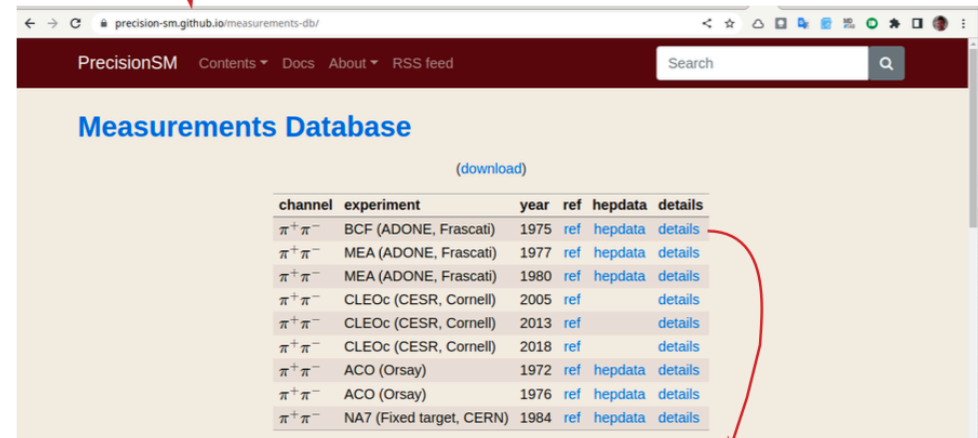 precision-sm.github.io/measurements-db/
PrecisionSM Contents Docs About RSS feed Search
Measurements Database
(download)
channel experiment year ref hepdata details
π⁺π⁻ BCF (ADONE, Frascati) 1975 ref hepdata details
π⁺π⁻ MEA (ADONE, Frascati) 1977 ref hepdata details
π⁺π⁻ MEA (ADONE, Frascati) 1980 ref hepdata details
π⁺π⁻ CLEOc (CESR, Cornell) 2005 ref details
π⁺π⁻ CLEOc (CESR, Cornell) 2013 ref details
π⁺π⁻ CLEOc (CESR, Cornell) 2018 ref details
π⁺π⁻ ACO (Orsay) 1972 ref hepdata details
π⁺π⁻ ACO (Orsay) 1976 ref hepdata details
π⁺π⁻ NA7 (Fixed target, CERN) 1984 ref hepdata details